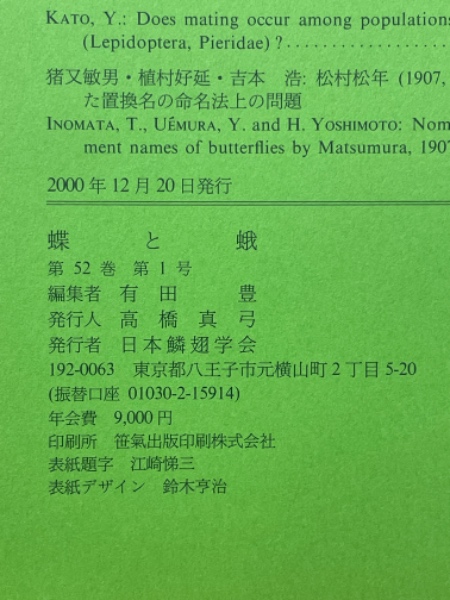 KATO, Y.: Does mating occur among populations
(Lepidoptera, Pieridae) ?....................
猪又敏男・植村好延・吉本　浩: 松村松年 (1907,
た置換名の命名法上の問題
INOMATA, T., UÉMURA, Y. and H. YOSHIMOTO: Nom
ment names of butterflies by Matsumura, 1907
2000 年 12 月 20 日発行
蝶　と　蛾
第 52 巻 第 1 号
編集者　有　田　　豊
発行人　高　橋　真　弓
発行者　日本鱗翅学会
192-0063　東京都八王子市元横山町 2 丁目 5-20
(振替口座 01030-2-15914)
年会費　9,000 円
印刷所　笹氣出版印刷株式会社
表紙題字　江崎悌三
表紙デザイン　鈴木亨治